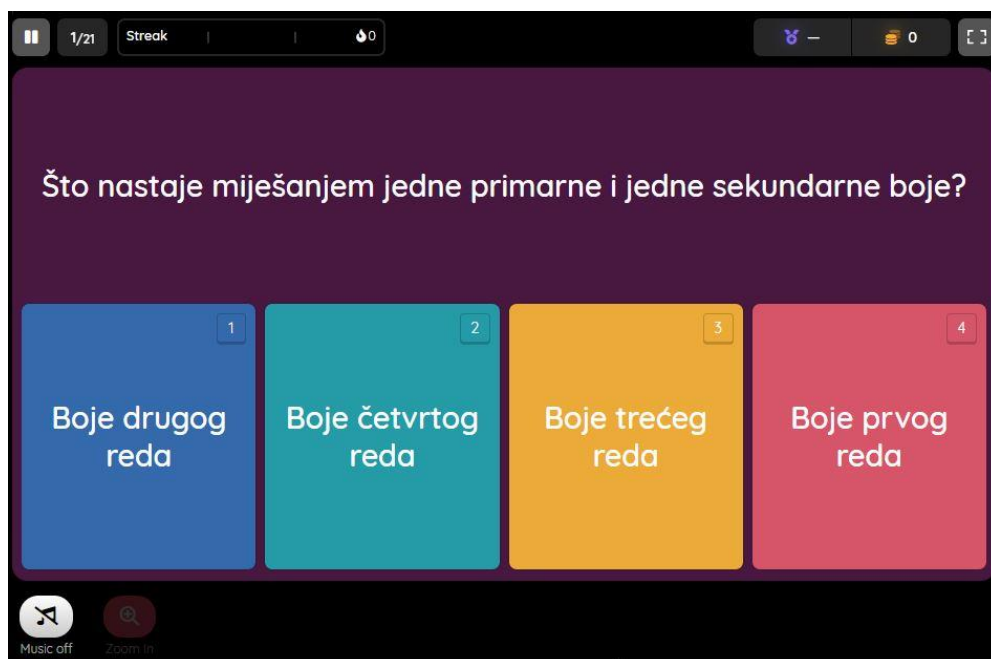 1/21
Streak
0
—
0
Što nastaje miješanjem jedne primarne i jedne sekundarne boje?
1
Boje drugog
reda
2
Boje četvrtog
reda
3
Boje trećeg
reda
4
Boje prvog
reda
Music off
Zoom In